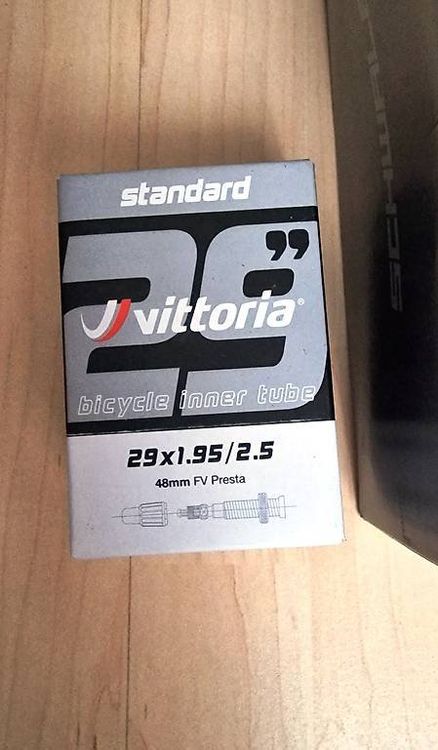 standard
29”
vittoria®
bicycle inner tube
29x1.95/2.5
48mm FV Presta